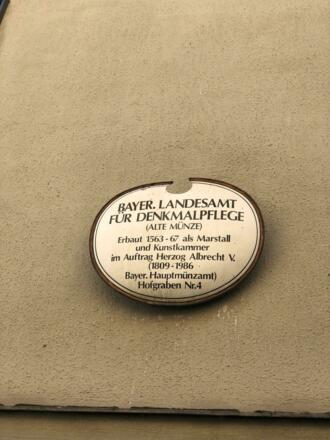 BAYER. LANDESAMT
FÜR DENKMALPFLEGE
(ALTE MÜNZE)
Erbaut 1563-67 als Marstall
und Kunstkammer
im Auftrag Herzog Albrecht V.
(1809-1986
Bayer. Hauptmünzamt)
Hofgraben Nr.4